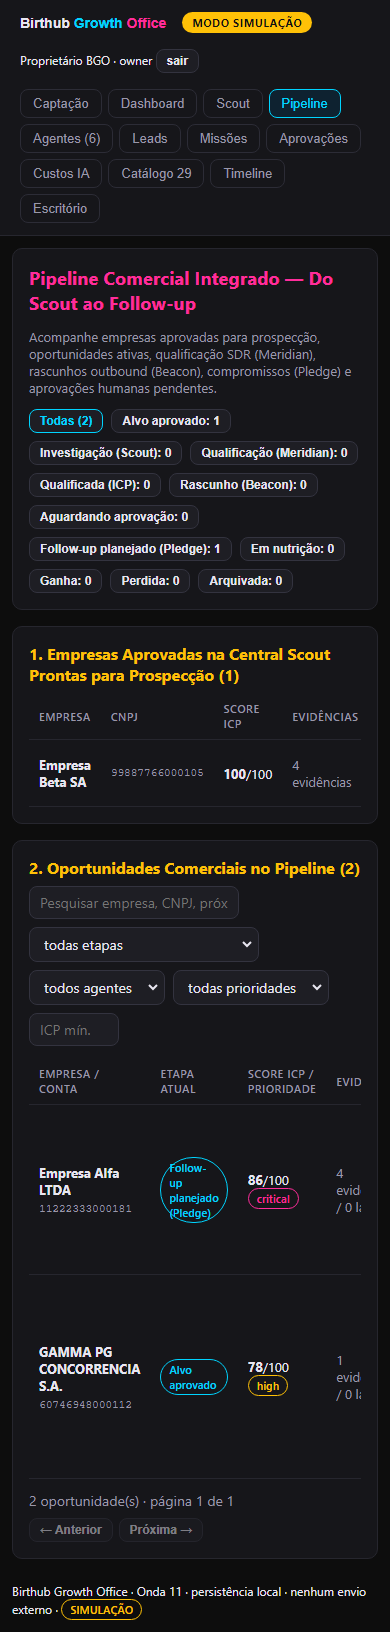 Birthub Growth Office MODO SIMULAÇÃO
Proprietário BGO · owner sair
Captação Dashboard Scout Pipeline
Agentes (6) Leads Missões Aprovações
Custos IA Catálogo 29 Timeline
Escritório
Pipeline Comercial Integrado — Do
Scout ao Follow-up
Acompanhe empresas aprovadas para prospecção,
oportunidades ativas, qualificação SDR (Meridian),
rascunhos outbound (Beacon), compromissos (Pledge) e
aprovações humanas pendentes.
Todas (2) Alvo aprovado: 1
Investigação (Scout): 0 Qualificação (Meridian): 0
Qualificada (ICP): 0 Rascunho (Beacon): 0
Aguardando aprovação: 0
Follow-up planejado (Pledge): 1 Em nutrição: 0
Ganha: 0 Perdida: 0 Arquivada: 0
1. Empresas Aprovadas na Central Scout
Prontas para Prospecção (1)
EMPRESA CNPJ SCORE ICP EVIDÊNCIAS
Empresa Beta SA 99887766000105 100/100 4 evidências
2. Oportunidades Comerciais no Pipeline (2)
Pesquisar empresa, CNPJ, próx
todas etapas
todos agentes todas prioridades
ICP mín.
EMPRESA / CONTA ETAPA ATUAL SCORE ICP / PRIORIDADE EVID
Empresa Alfa LTDA 11222333000181 Follow-up planejado (Pledge) 86/100 critical 4 evid / 0 la
GAMMA PG CONCORRENCIA S.A. 60746948000112 Alvo aprovado 78/100 high 1 evid / 0 la
2 oportunidade(s) · página 1 de 1
← Anterior Próxima →
Birthub Growth Office · Onda 11 · persistência local · nenhum envio
externo · SIMULAÇÃO